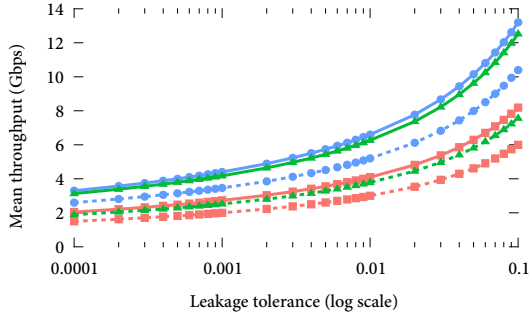 14
12
10
8
6
4
2
0
Mean throughput (Gbps)
0.0001 0.001 0.01 0.1
Leakage tolerance (log scale)